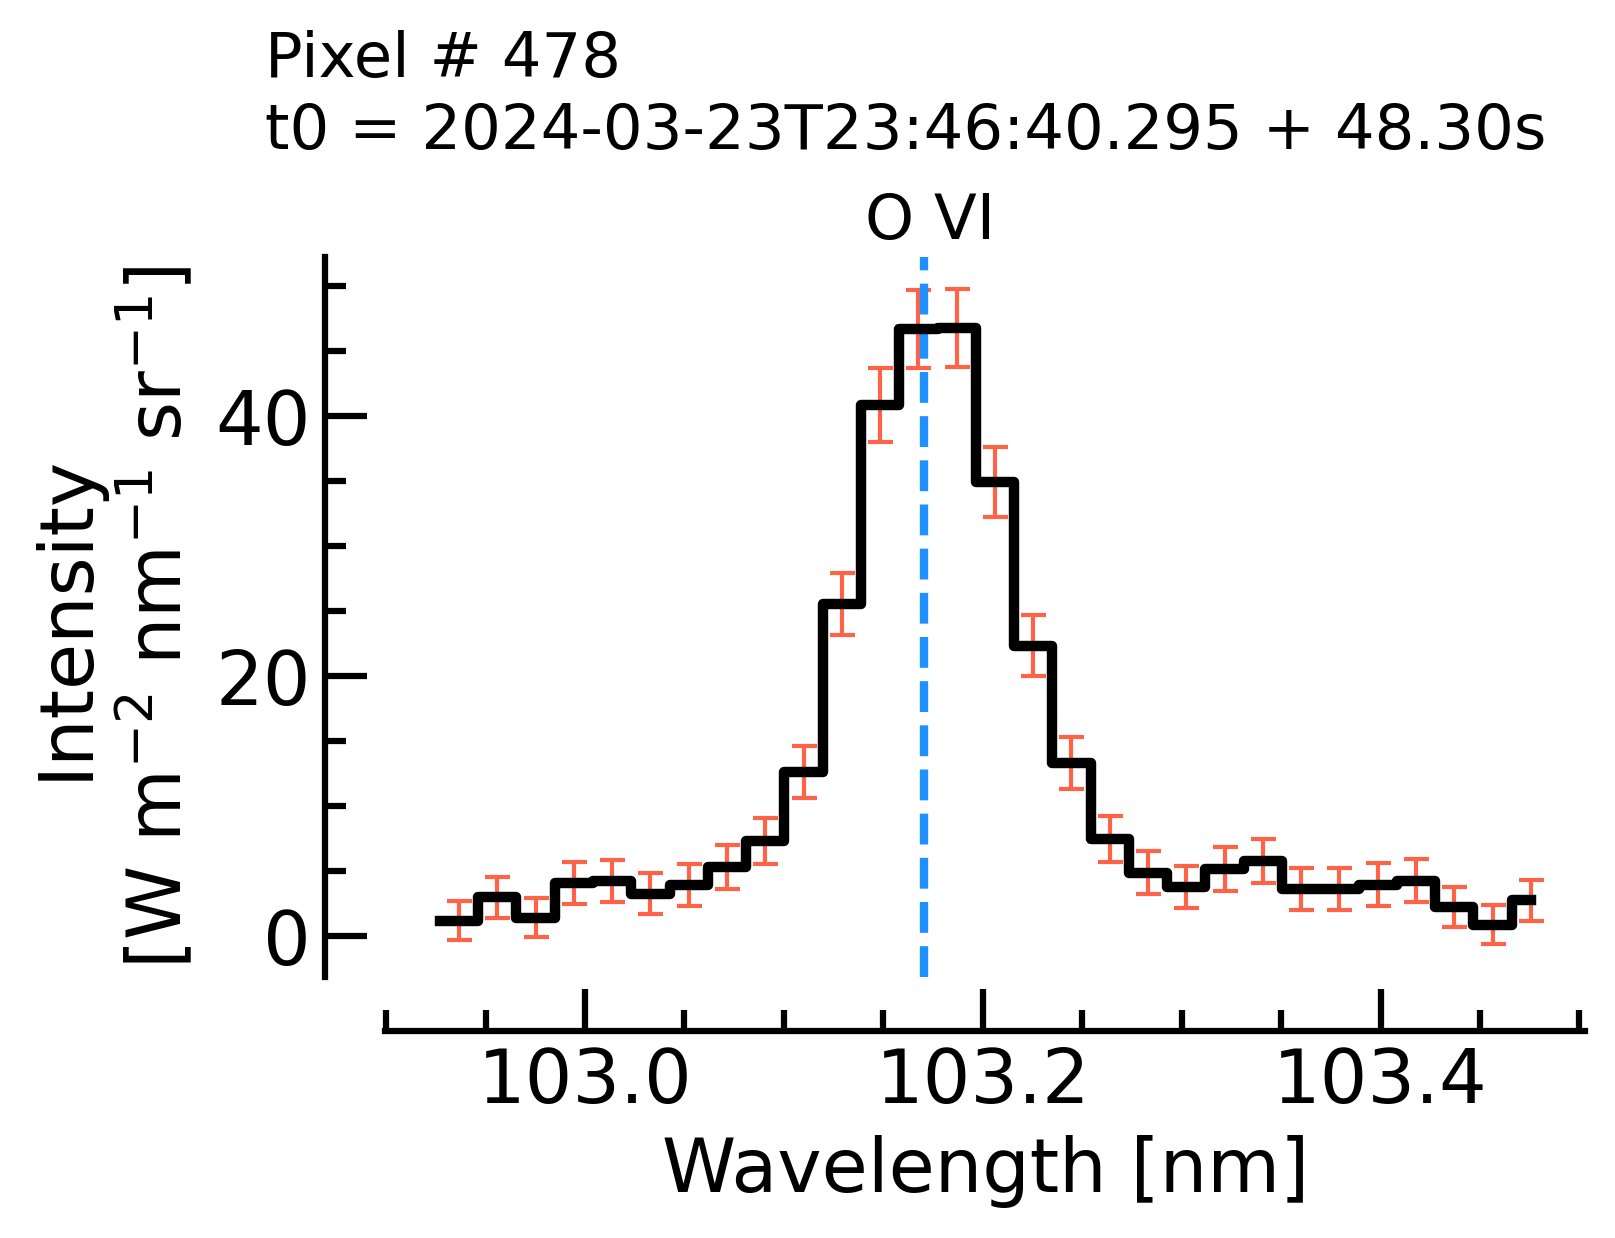 Pixel # 478
t0 = 2024-03-23T23:46:40.295 + 48.30s
O VI
Intensity
[W m⁻² nm⁻¹ sr⁻¹]
40
20
0
103.0 103.2 103.4
Wavelength [nm]